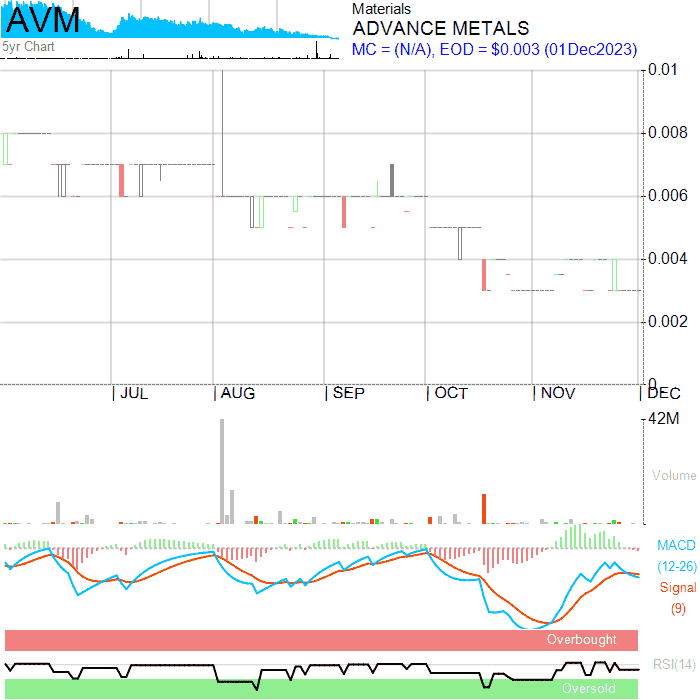 AVM
5yr Chart
Materials
ADVANCE METALS
MC = (N/A), EOD = $0.003 (01Dec2023)
0.01
0.008
0.006
0.004
0.002
0
JUL
AUG
SEP
OCT
NOV
DEC
42M
Volume
MACD
(12-26)
Signal
(9)
Overbought
RSI(14)
Oversold